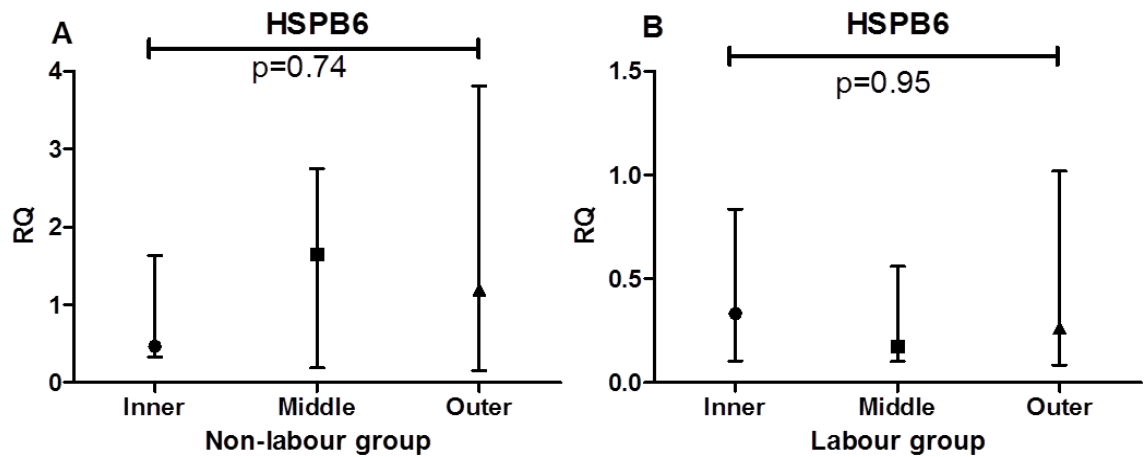 A
HSPB6
p=0.74
4
3
2
1
0
RQ
Inner Middle Outer
Non-labour group
B
HSPB6
p=0.95
1.5
1.0
0.5
0.0
RQ
Inner Middle Outer
Labour group